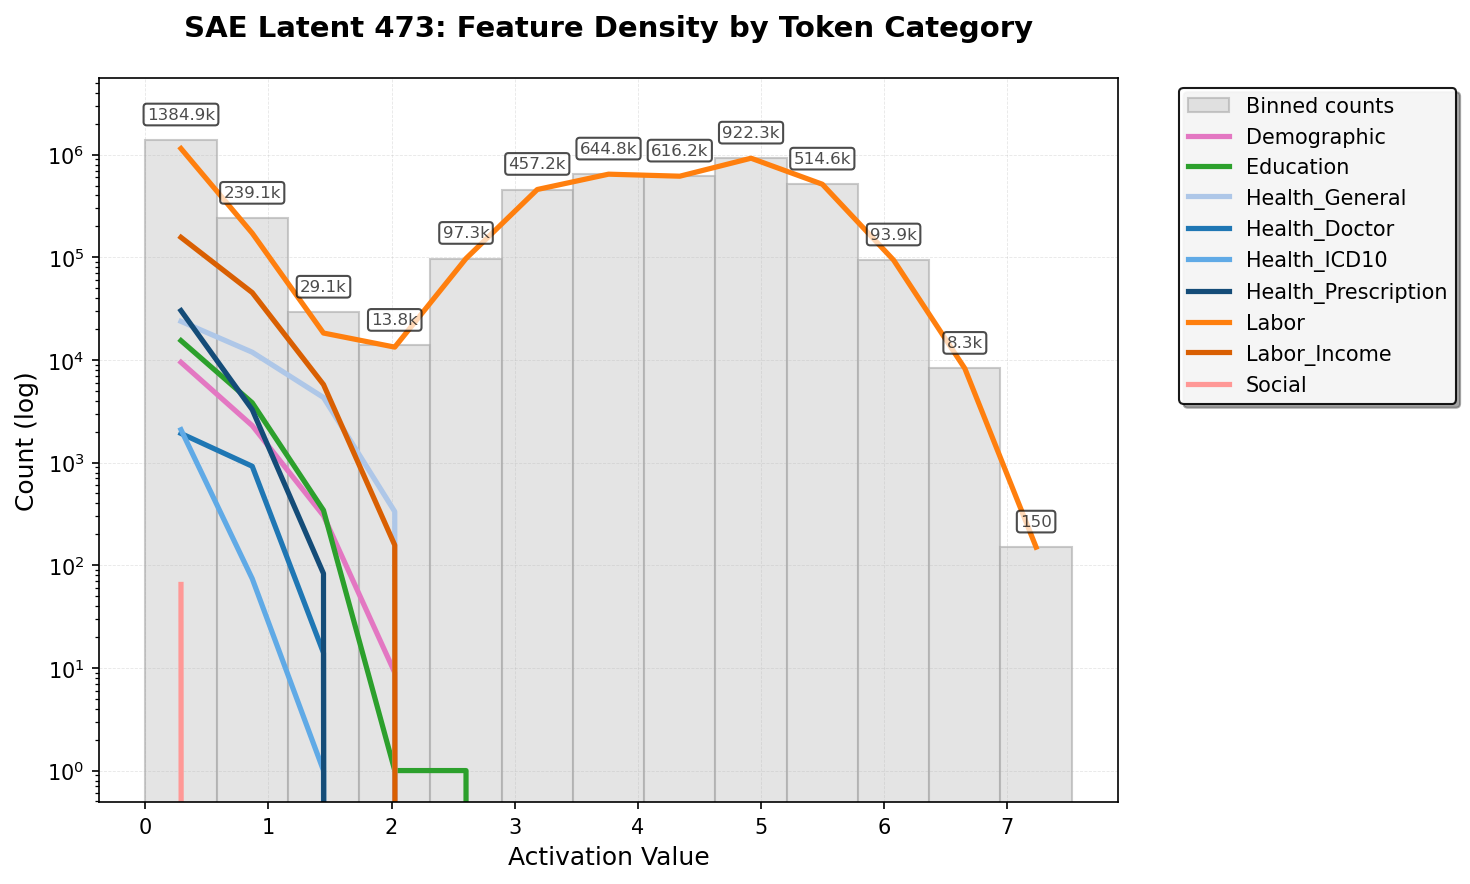 SAE Latent 473: Feature Density by Token Category
1384.9k
239.1k
29.1k
13.8k
97.3k
457.2k
644.8k
616.2k
922.3k
514.6k
93.9k
8.3k
150
Binned counts
Demographic
Education
Health_General
Health_Doctor
Health_ICD10
Health_Prescription
Labor
Labor_Income
Social
Count (log)
10⁶
10⁵
10⁴
10³
10²
10¹
10⁰
0 1 2 3 4 5 6 7
Activation Value